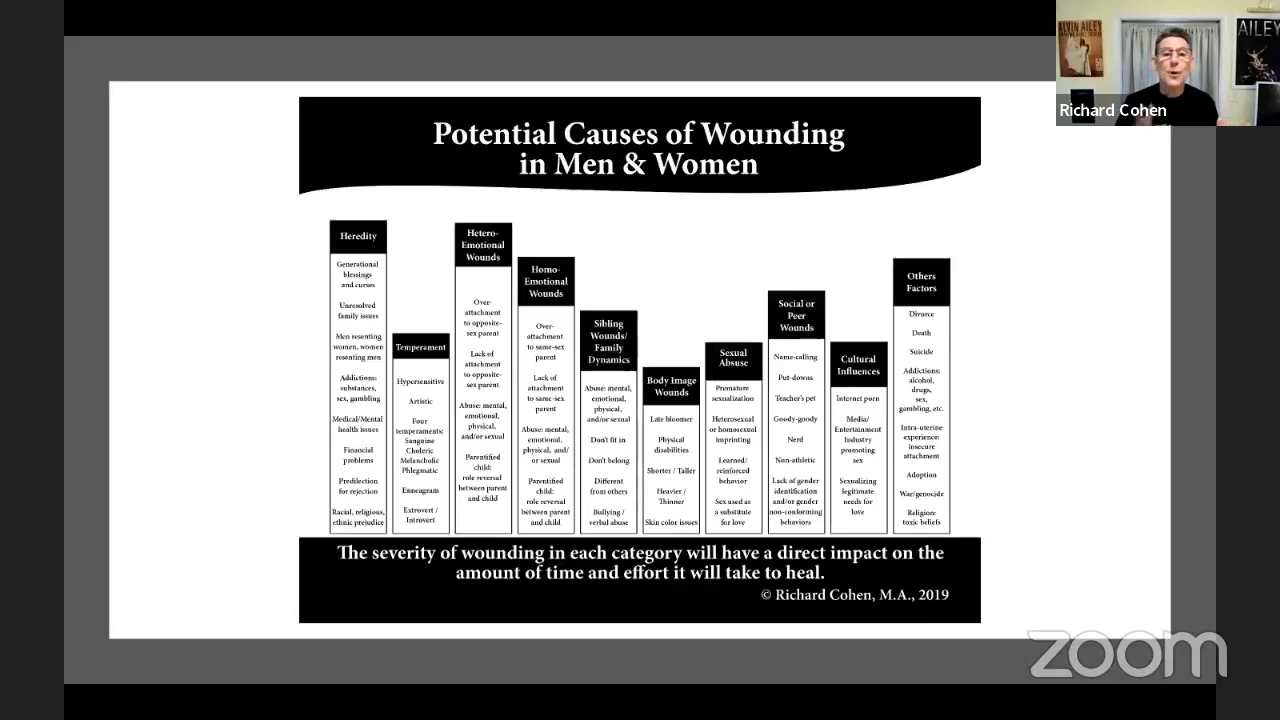 ALVIN AILEY
AILEY
Richard Cohen
Potential Causes of Wounding
in Men & Women
Heredity
Generational
blessings
and curses
Unresolved
family issues
Men resenting
women, women
resenting men
Addictions:
substances,
sex, gambling
Medical/Mental
health issues
Financial
problems
Predilection
for rejection
Racial, religious,
ethnic prejudice
Temperament
Hypersensitive
Artistic
Four
temperaments:
Sanguine
Choleric
Melancholic
Phlegmatic
Enneagram
Extrovert /
Introvert
Hetero-
Emotional
Wounds
Over-
attachment
to opposite-
sex parent
Lack of
attachment
to opposite-
sex parent
Abuse: mental,
emotional,
physical,
and/or sexual
Parentified
child:
role reversal
between parent
and child
Homo-
Emotional
Wounds
Over-
attachment
to same-sex
parent
Lack of
attachment
to same-sex
parent
Abuse: mental,
emotional,
physical, and/
or sexual
Parentified
child:
role reversal
between parent
and child
Sibling
Wounds/
Family
Dynamics
Abuse: mental,
emotional,
physical,
and/or sexual
Don't fit in
Don't belong
Different
from others
Bullying /
verbal abuse
Body Image
Wounds
Late bloomer
Physical
disabilities
Shorter / Taller
Heavier /
Thinner
Skin color issues
Sexual
Abuse
Premature
sexualization
Heterosexual
or homosexual
imprinting
Learned/
reinforced
behavior
Sex used as
a substitute
for love
Social or
Peer
Wounds
Name-calling
Put-downs
Teacher's pet
Goody-goody
Nerd
Non-athletic
Lack of gender
identification
and/or gender
non-conforming
behaviors
Cultural
Influences
Internet porn
Media/
Entertainment
Industry
promoting
sex
Sexualizing
legitimate
needs for
love
Others
Factors
Divorce
Death
Suicide
Addictions:
alcohol,
drugs,
sex,
gambling, etc.
Intra-uterine
experience:
insecure
attachment
Adoption
War/genocide
Religion:
toxic beliefs
The severity of wounding in each category will have a direct impact on the
amount of time and effort it will take to heal.
© Richard Cohen, M.A., 2019
zoom